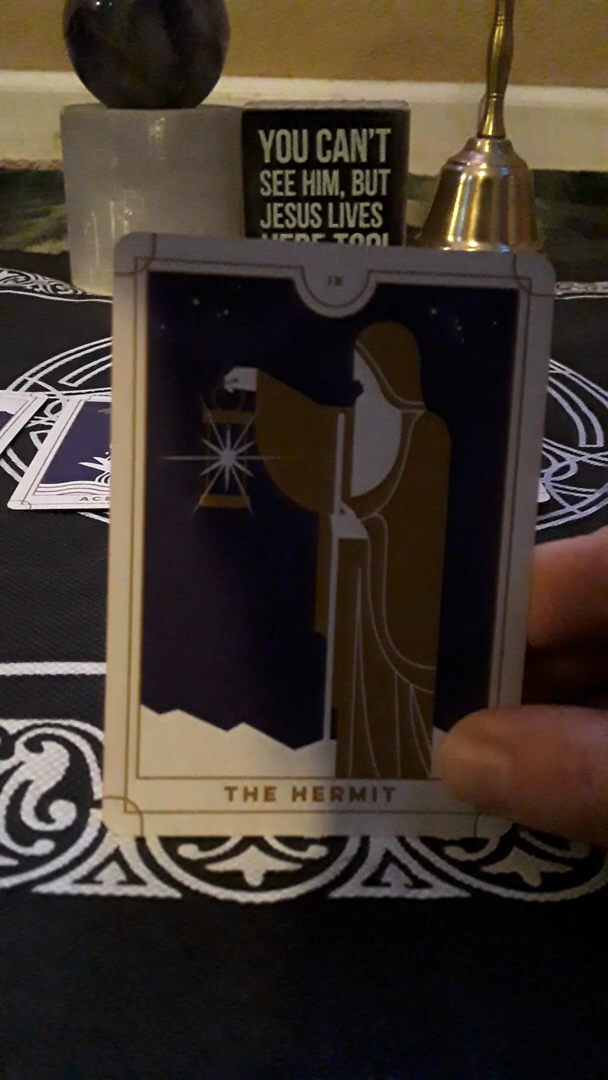 YOU CAN'T
SEE HIM, BUT
JESUS LIVES
HERE TOO!
IX
THE HERMIT